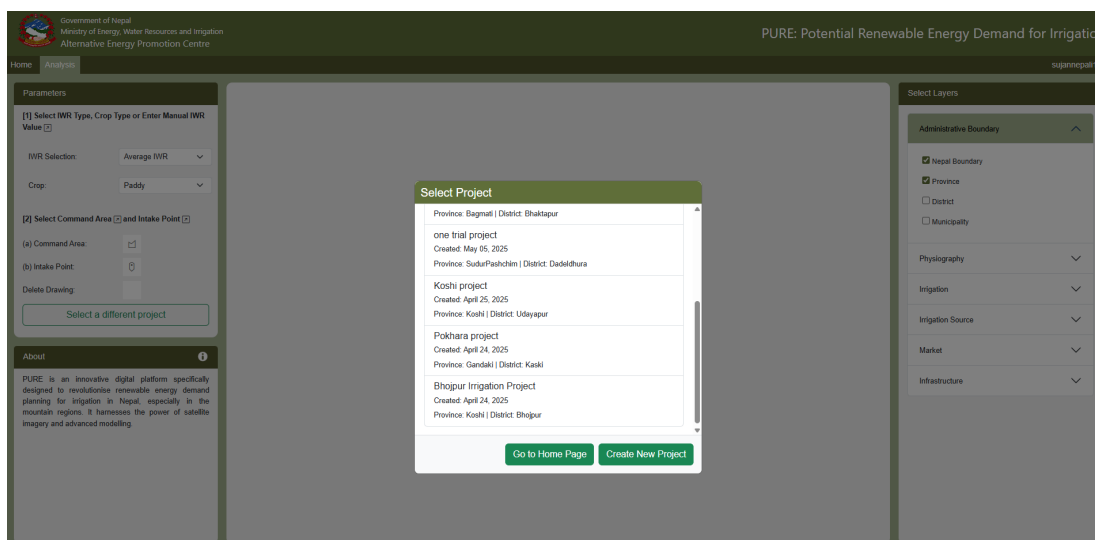 Government of Nepal
Ministry of Energy, Water Resources and Irrigation
Alternative Energy Promotion Centre
PURE: Potential Renewable Energy Demand for Irrigatio
Home Analysis
sujannepali
Parameters
[1] Select IWR Type, Crop Type or Enter Manual IWR
Value
IWR Selection: Average IWR
Crop: Paddy
[2] Select Command Area and Intake Point
(a) Command Area:
(b) Intake Point:
Delete Drawing:
Select a different project
About
PURE is an innovative digital platform specifically
designed to revolutionise renewable energy demand
planning for irrigation in Nepal, especially in the
mountain regions. It harnesses the power of satellite
imagery and advanced modelling
Select Project
Province: Bagmati | District: Bhaktapur
one trial project
Created: May 05, 2025
Province: SudurPashchim | District: Dadeldhura
Koshi project
Created: April 25, 2025
Province: Koshi | District: Udayapur
Pokhara project
Created: April 24, 2025
Province: Gandaki | District: Kaski
Bhojpur Irrigation Project
Created: April 24, 2025
Province: Koshi | District: Bhojpur
Go to Home Page
Create New Project
Select Layers
Administrative Boundary
Nepal Boundary
Province
District
Municipality
Physiography
Irrigation
Irrigation Source
Market
Infrastructure